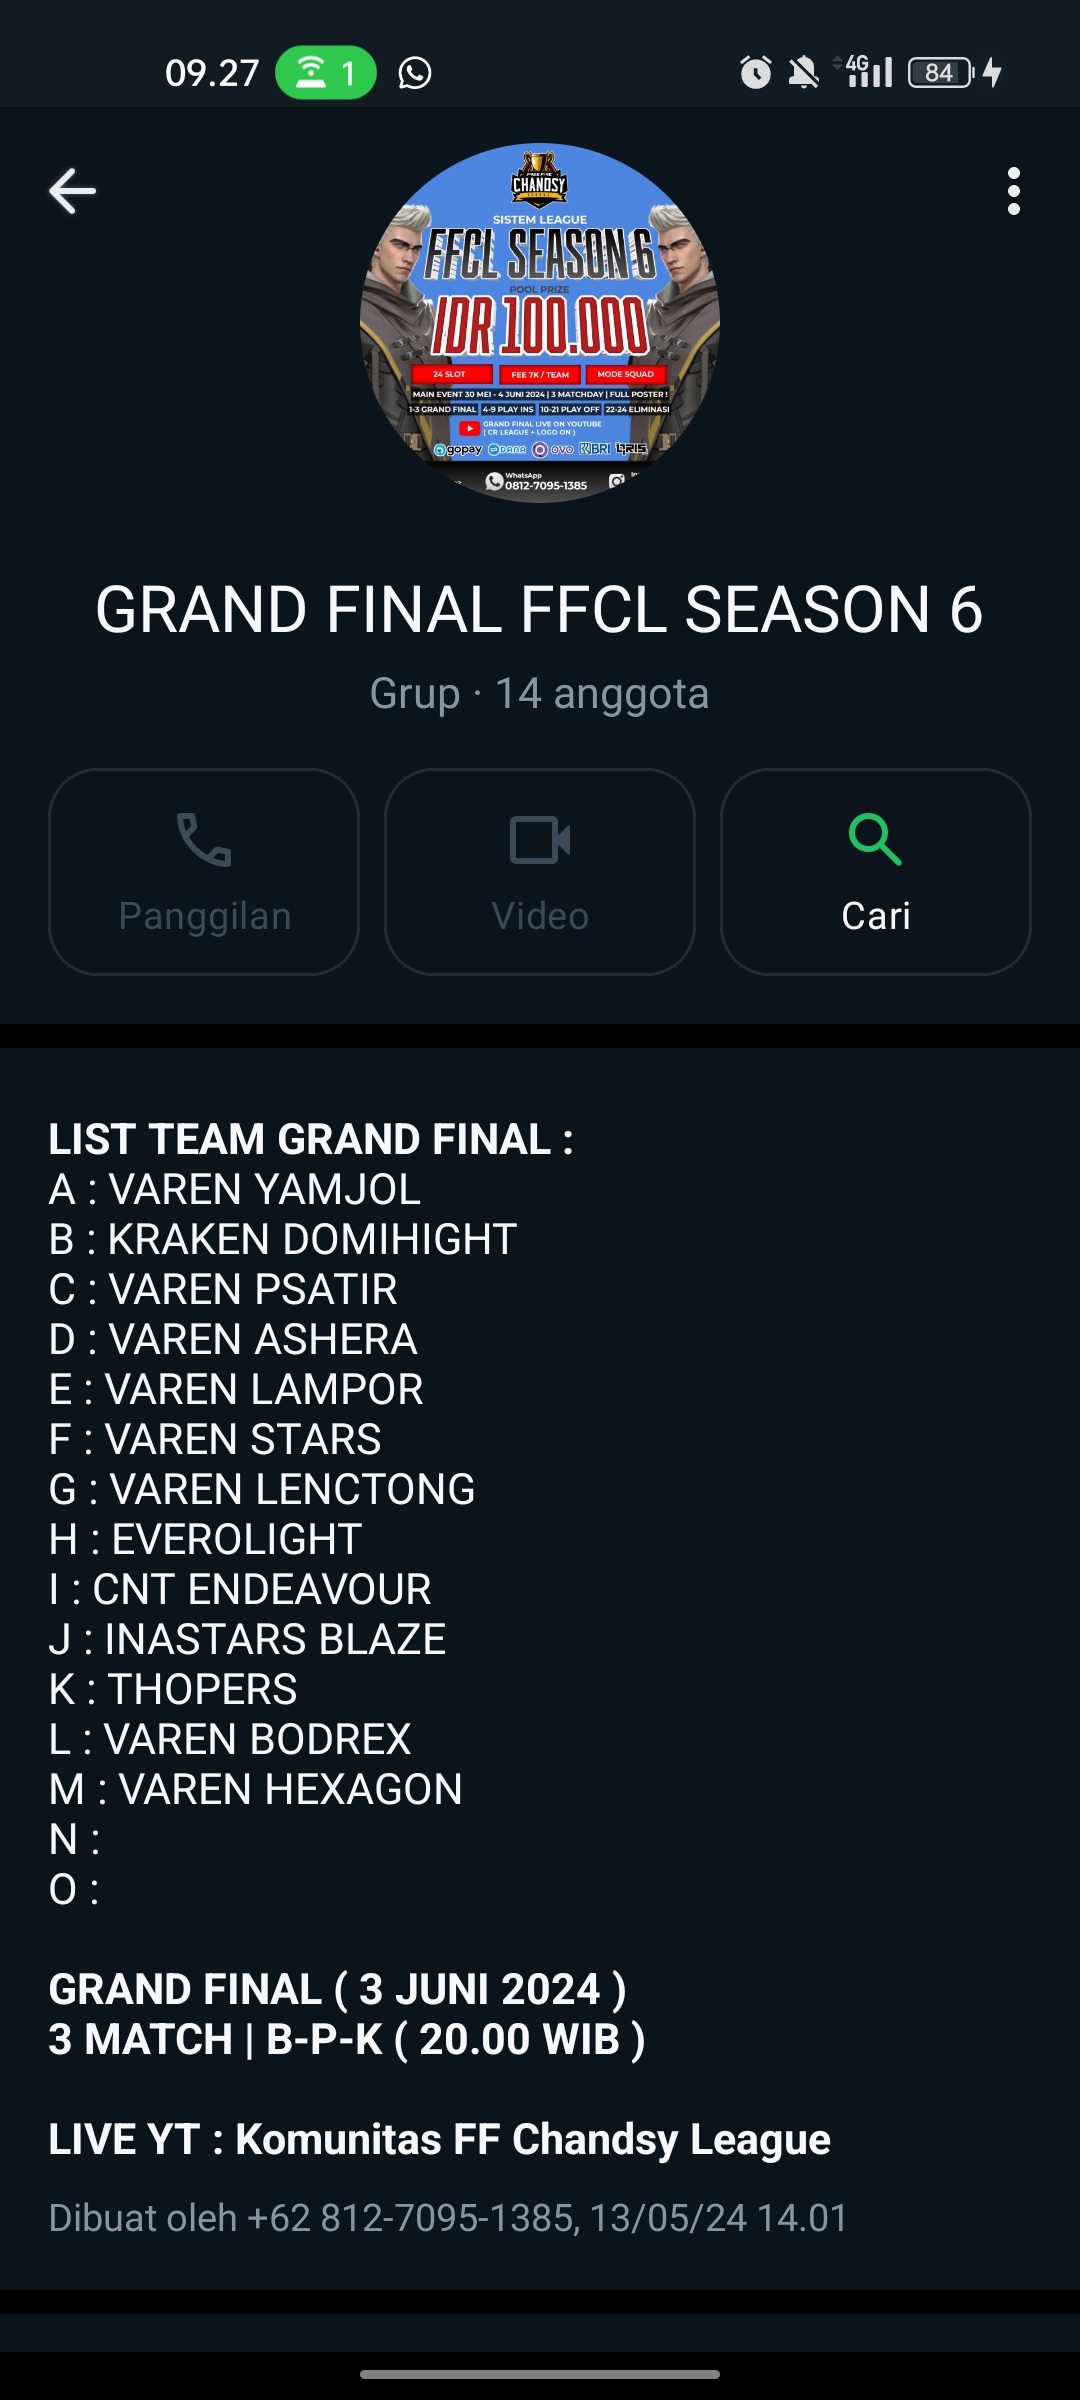 09.27
1
4G
84
CHANDSY
SISTEM LEAGUE
FFCL SEASON 6
POOL PRIZE
IDR 100.000
24 SLOT
FEE 7K / TEAM
MODE SQUAD
MAIN EVENT 30 MEI - 4 JUNI 2024 | 3 MATCHDAY | FULL POSTER !
1-3 GRAND FINAL
4-9 PLAY INS
10-21 PLAY OFF
22-24 ELIMINASI
GRAND FINAL LIVE ON YOUTUBE
( CR LEAGUE + LOGO ON )
gopay
DANA
OVO
BRI
QRIS
WhatsApp
0812-7095-1385
GRAND FINAL FFCL SEASON 6
Grup · 14 anggota
Panggilan
Video
Cari
LIST TEAM GRAND FINAL :
A : VAREN YAMJOL
B : KRAKEN DOMIHIGHT
C : VAREN PSATIR
D : VAREN ASHERA
E : VAREN LAMPOR
F : VAREN STARS
G : VAREN LENCTONG
H : EVEROLIGHT
I : CNT ENDEAVOUR
J : INASTARS BLAZE
K : THOPERS
L : VAREN BODREX
M : VAREN HEXAGON
N :
O :
GRAND FINAL ( 3 JUNI 2024 )
3 MATCH | B-P-K ( 20.00 WIB )
LIVE YT : Komunitas FF Chandsy League
Dibuat oleh +62 812-7095-1385, 13/05/24 14.01